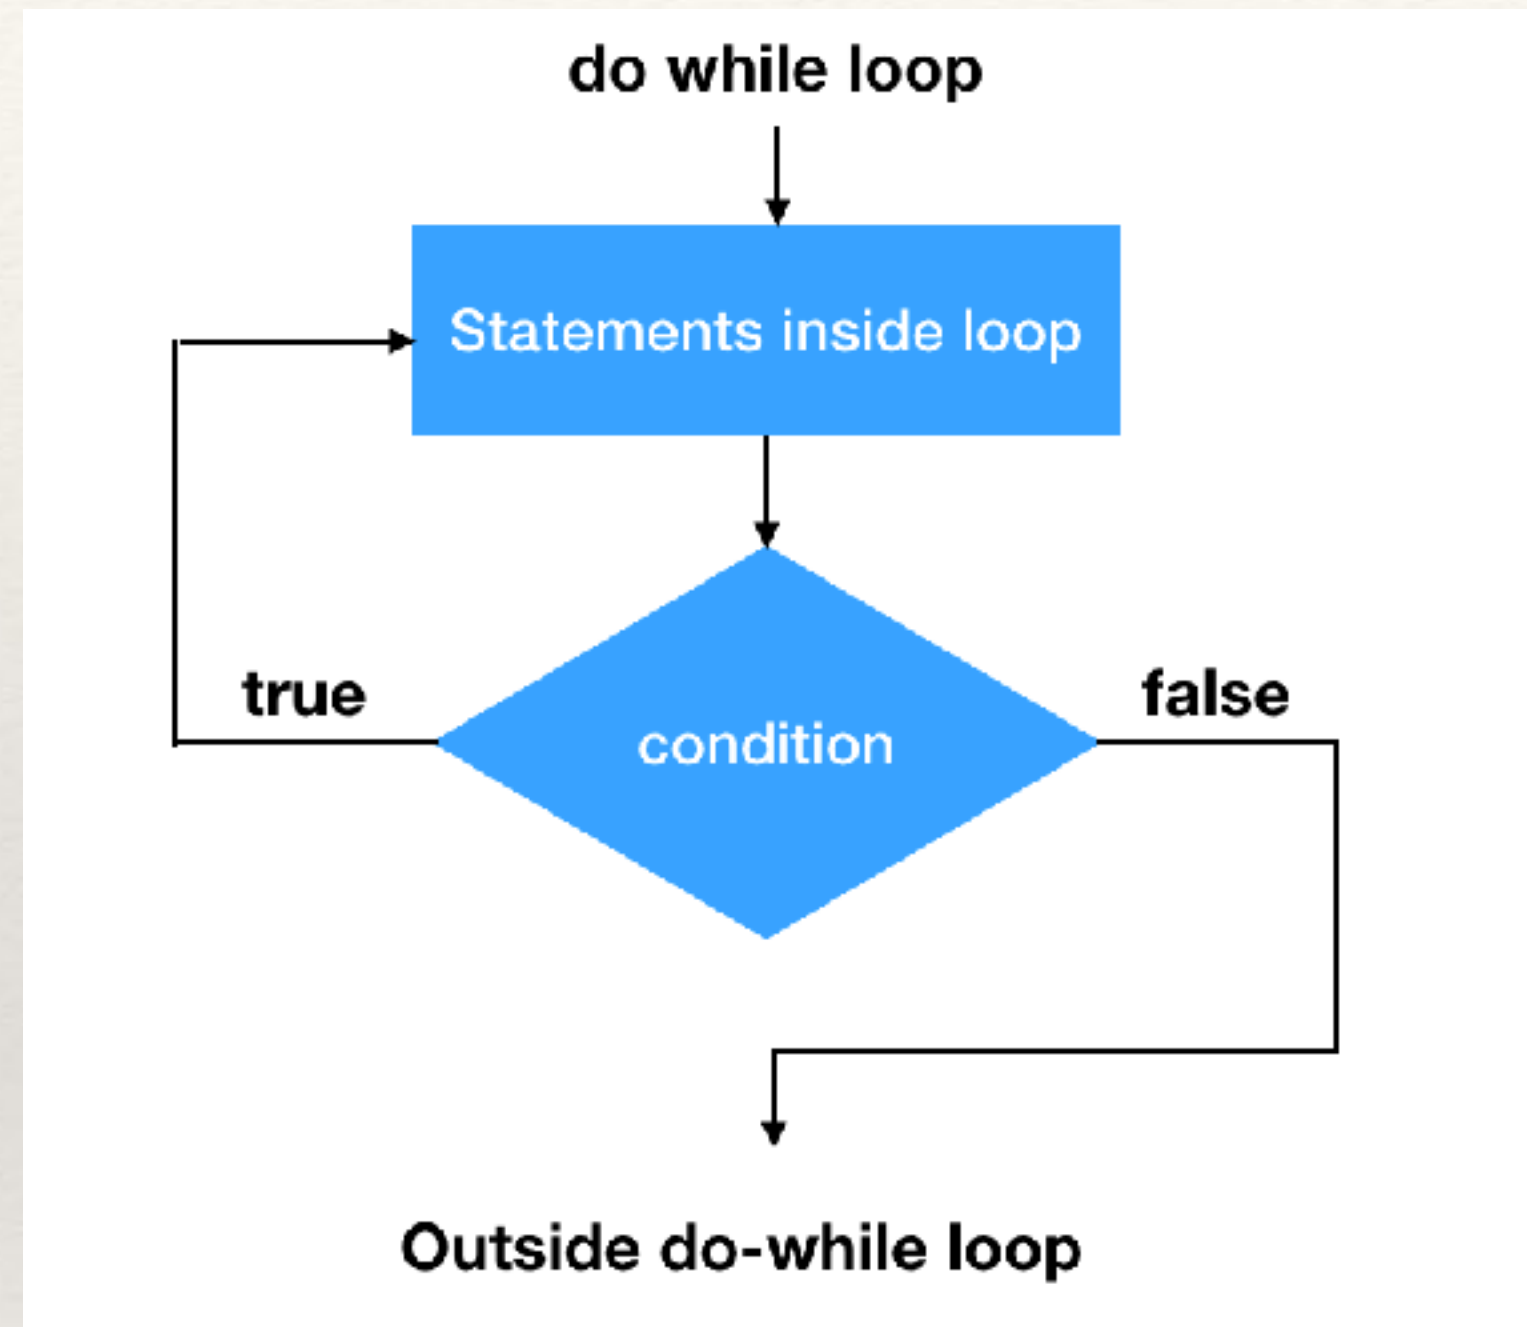 do while loop
Statements inside loop
true
false
condition
Outside do-while loop